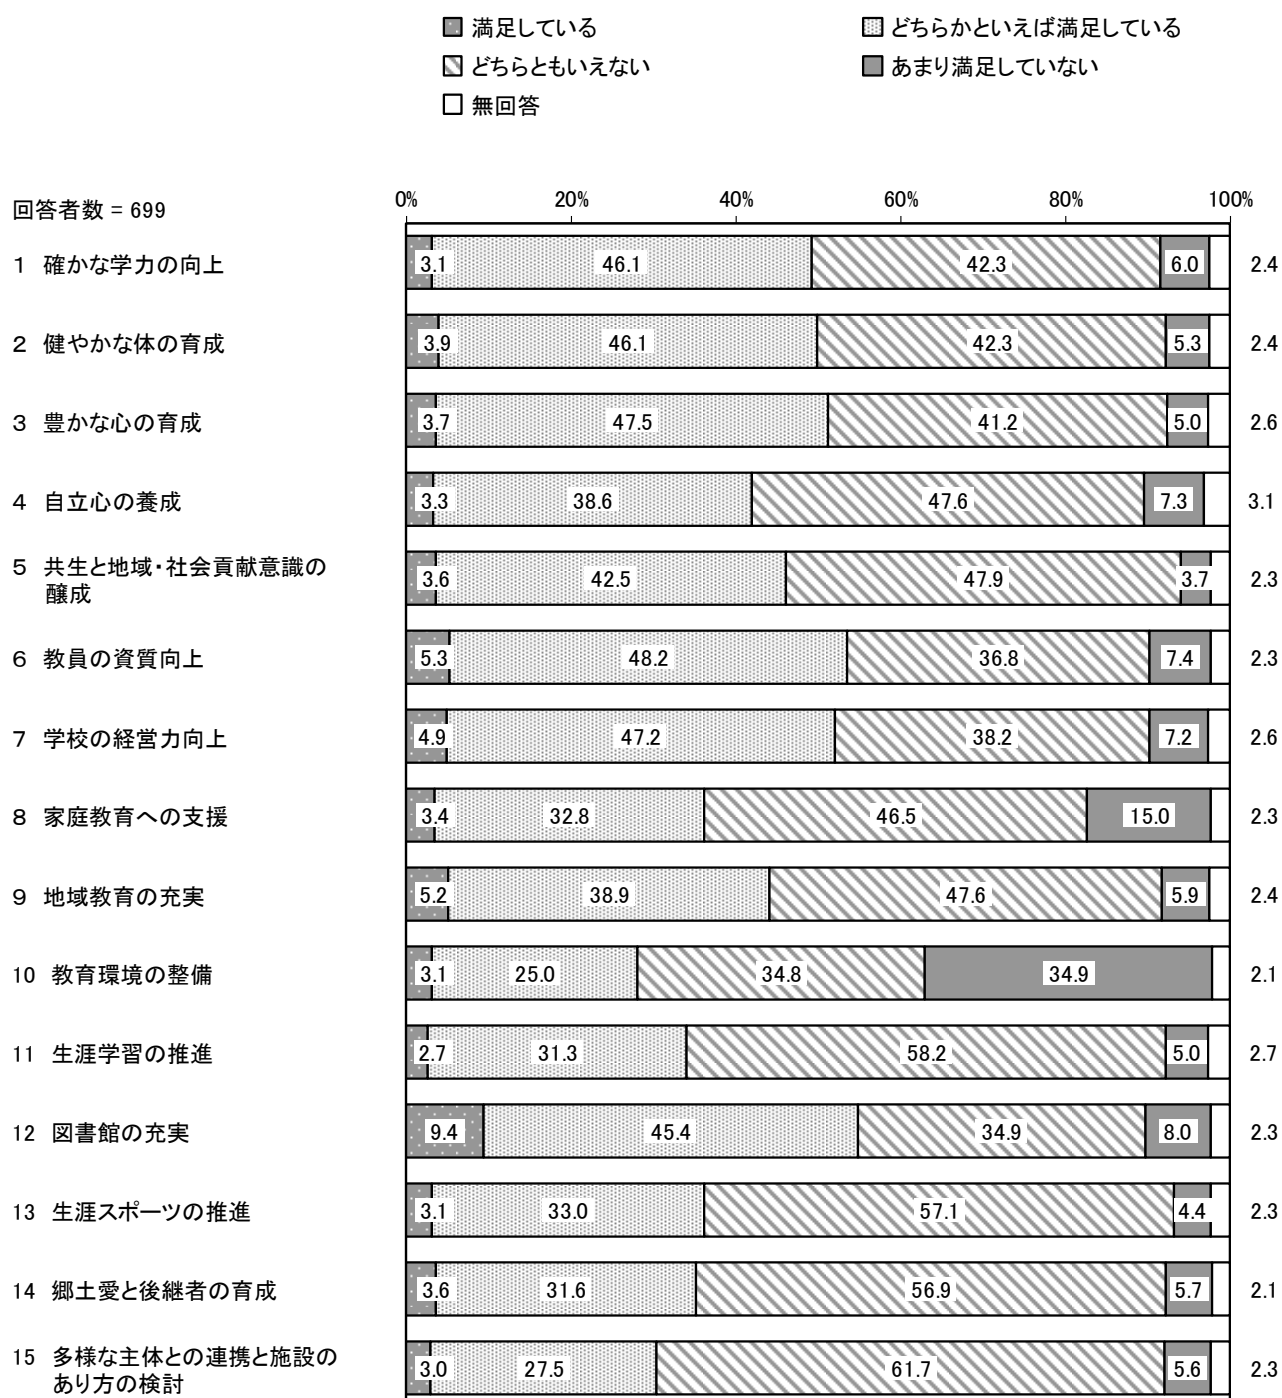 満足している どちらかといえば満足している
どちらともいえない あまり満足していない
無回答
回答者数 = 699
0% 20% 40% 60% 80% 100%
1 確かな学力の向上 3.1 46.1 42.3 6.0 2.4
2 健やかな体の育成 3.9 46.1 42.3 5.3 2.4
3 豊かな心の育成 3.7 47.5 41.2 5.0 2.6
4 自立心の養成 3.3 38.6 47.6 7.3 3.1
5 共生と地域・社会貢献意識の
醸成 3.6 42.5 47.9 3.7 2.3
6 教員の資質向上 5.3 48.2 36.8 7.4 2.3
7 学校の経営力向上 4.9 47.2 38.2 7.2 2.6
8 家庭教育への支援 3.4 32.8 46.5 15.0 2.3
9 地域教育の充実 5.2 38.9 47.6 5.9 2.4
10 教育環境の整備 3.1 25.0 34.8 34.9 2.1
11 生涯学習の推進 2.7 31.3 58.2 5.0 2.7
12 図書館の充実 9.4 45.4 34.9 8.0 2.3
13 生涯スポーツの推進 3.1 33.0 57.1 4.4 2.3
14 郷土愛と後継者の育成 3.6 31.6 56.9 5.7 2.1
15 多様な主体との連携と施設の
あり方の検討 3.0 27.5 61.7 5.6 2.3